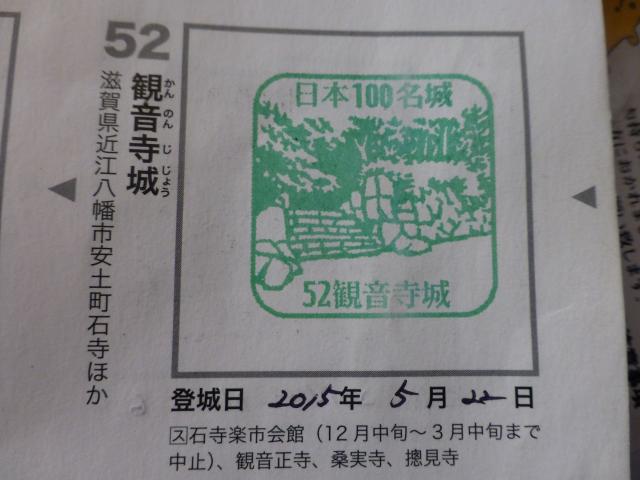 52
観音寺城
かんのんじじょう
滋賀県近江八幡市安土町石寺ほか
日本100名城
52観音寺城
登城日 2015年 5月 22日
ス石寺楽市会館（12月中旬～3月中旬まで
中止）、観音正寺、桑実寺、摠見寺